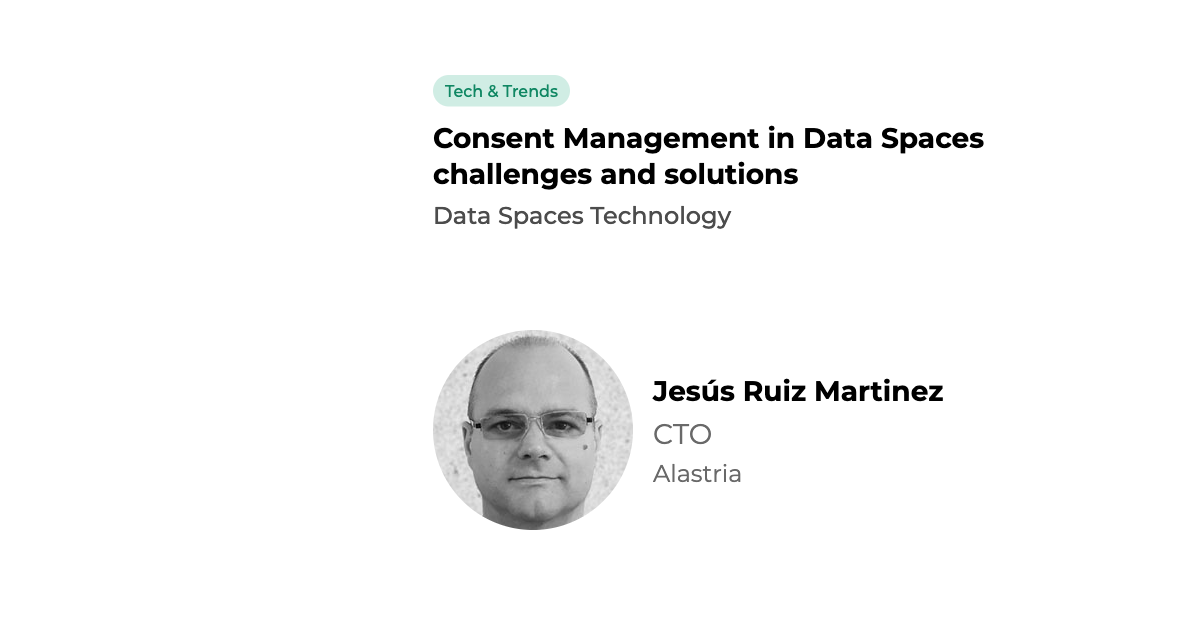 Tech & Trends
Consent Management in Data Spaces
challenges and solutions
Data Spaces Technology
Jesús Ruiz Martinez
CTO
Alastria